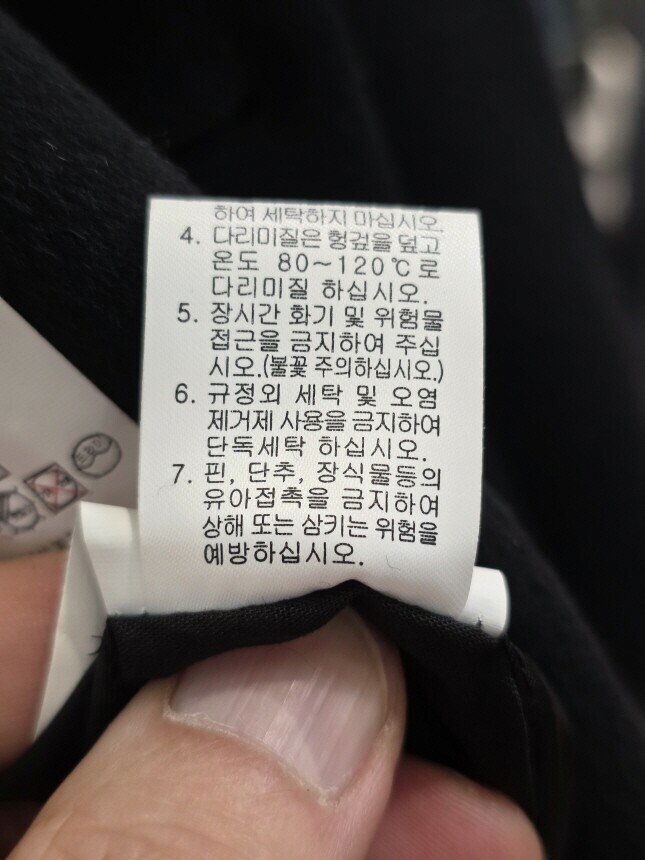 하여 세탁하지 마십시오.
4. 다리미질은 헝겊을 덮고
온도 80~120℃로
다리미질 하십시오.
5. 장시간 화기 및 위험물
접근을 금지하여 주십
시오.(불꽃 주의하십시오.)
6. 규정외 세탁 및 오염
제거제 사용을 금지하여
단독세탁 하십시오.
7. 핀, 단추, 장식물등의
유아접촉을 금지하여
상해 또는 삼키는 위험을
예방하십시오.